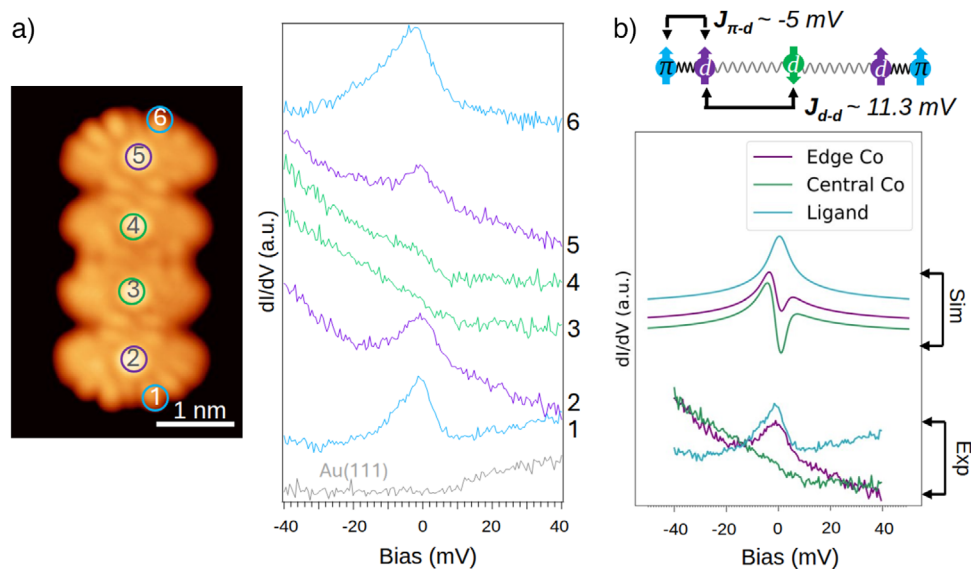 a)
6
5
4
3
2
1
1 nm
dI/dV (a.u.)
6
5
4
3
2
1
Au(111)
-40 -20 0 20 40
Bias (mV)
b)
J π-d ~ -5 mV
π d d d π
J d-d ~ 11.3 mV
Edge Co
Central Co
Ligand
dI/dV (a.u.)
Sim
Exp
-40 -20 0 20 40
Bias (mV)